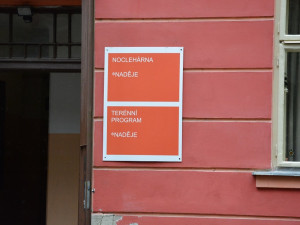 NOCLEHÁRNA
*NADĚJE
TERÉNNÍ
PROGRAM
*NADĚJE